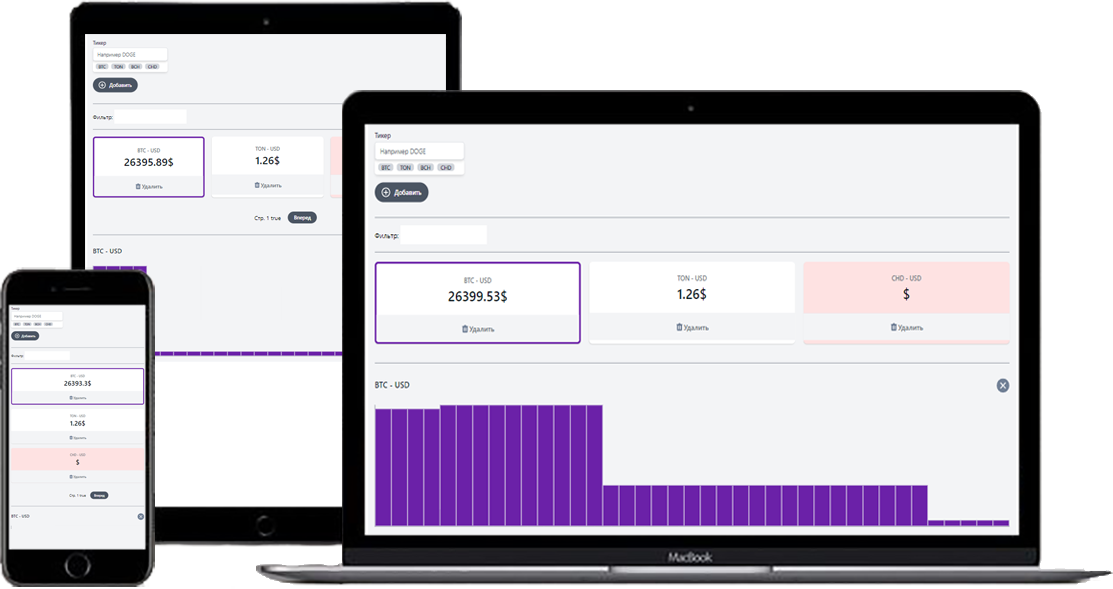 Тикер
Например DOGE
BTC TON BCH CHD
Добавить
Фильтр:
BTC - USD
26395.89$
Удалить
TON - USD
1.26$
Удалить
Стр. 1 true
Вперед
BTC - USD
Тикер
Например DOGE
BTC TON BCH CHD
Добавить
Фильтр:
BTC - USD
26399.53$
Удалить
TON - USD
1.26$
Удалить
CHD - USD
$
Удалить
BTC - USD
MacBook
Тикер
Например DOGE
BTC TON BCH CHD
Добавить
Фильтр:
BTC - USD
26393.3$
Удалить
TON - USD
1.26$
Удалить
CHD - USD
$
Удалить
Стр. 1 true
Вперед
BTC - USD